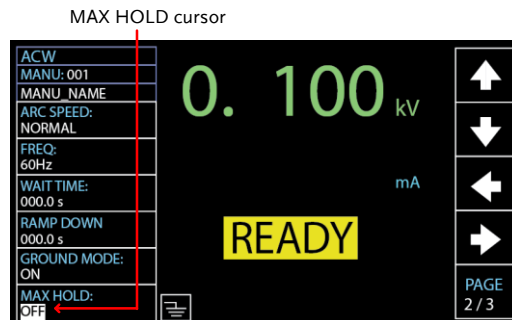 MAX HOLD cursor
ACW
MANU: 001
MANU_NAME
ARC SPEED:
NORMAL
FREQ:
60Hz
WAIT TIME:
000.0 s
RAMP DOWN
000.0 s
GROUND MODE:
ON
MAX HOLD:
OFF
0. 100 kV
mA
READY
PAGE
2 / 3